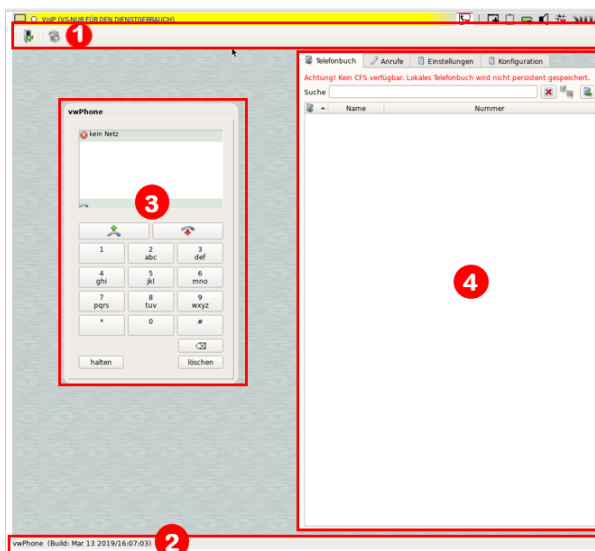 VoIP (VS-NUR FÜR DEN DIENSTGEBRAUCH)
1
Telefonbuch
Anrufe
Einstellungen
Konfiguration
Achtung! Kein CFS verfügbar. Lokales Telefonbuch wird nicht persistent gespeichert.
Suche
Name
Nummer
vwPhone
kein Netz
3
1
2
abc
3
def
4
ghi
5
jkl
6
mno
7
pqrs
8
tuv
9
wxyz
*
0
#
halten
löschen
4
vwPhone (Build: Mar 13 2019/16:07:03)
2